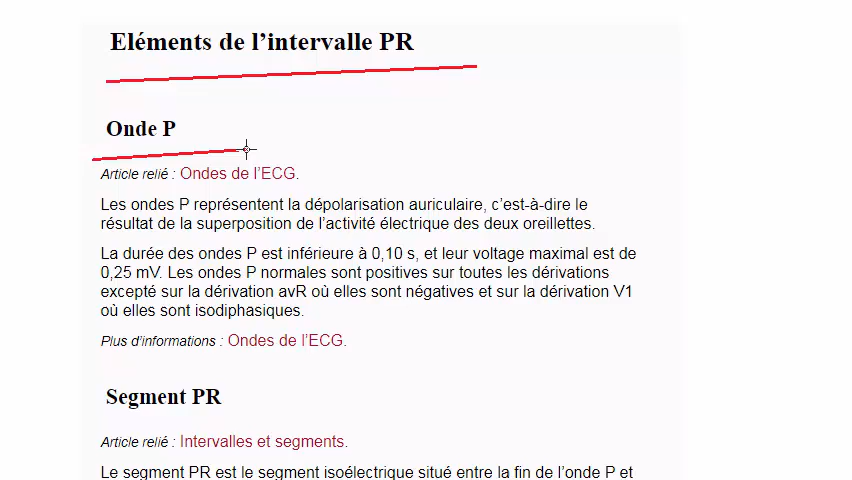 Eléments de l’intervalle PR
Onde P
Article relié : Ondes de l’ECG.
Les ondes P représentent la dépolarisation auriculaire, c’est-à-dire le
résultat de la superposition de l’activité électrique des deux oreillettes.
La durée des ondes P est inférieure à 0,10 s, et leur voltage maximal est de
0,25 mV. Les ondes P normales sont positives sur toutes les dérivations
excepté sur la dérivation avR où elles sont négatives et sur la dérivation V1
où elles sont isodiphasiques.
Plus d’informations : Ondes de l’ECG.
Segment PR
Article relié : Intervalles et segments.
Le segment PR est le segment isoélectrique situé entre la fin de l’onde P et